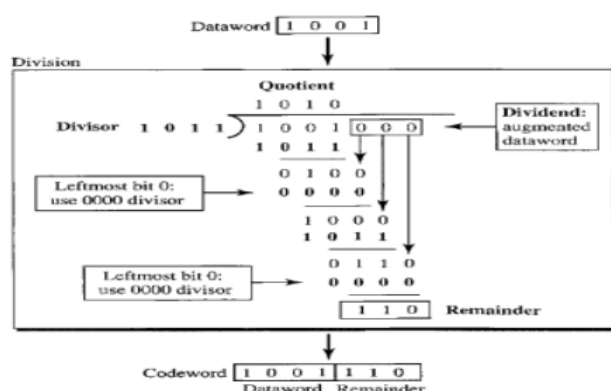 Dataword 1 0 0 1
Division
Quotient
1 0 1 0
Divisor 1 0 1 1 1 0 0 1 0 0 0
Dividend:
augmented
dataword
1 0 1 1
0 1 0 0
Leftmost bit 0:
use 0000 divisor
0 0 0 0
1 0 0 0
1 0 1 1
0 1 1 0
Leftmost bit 0:
use 0000 divisor
0 0 0 0
1 1 0 Remainder
Codeword 1 0 0 1 1 1 0
Dataword Remainder